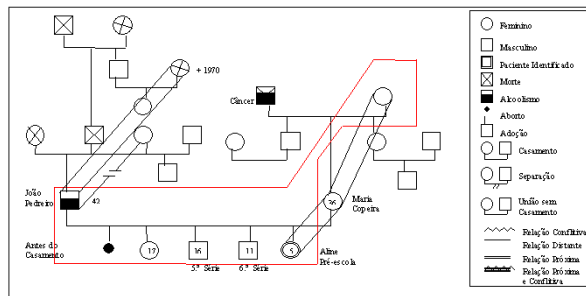 + 1970
Câncer
João
Pedreiro
42
36
Maria
Copeira
Antes do
Casamento
17
16
11
5
Aline
Pré-escola
5.ª Série
6.ª Série
Feminino
Masculino
Paciente Identificado
Morte
Alcoolismo
Aborto
Adoção
Casamento
Separação
União sem
Casamento
Relação Conflitiva
Relação Distante
Relação Próxima
Relação Próxima
e Conflitiva